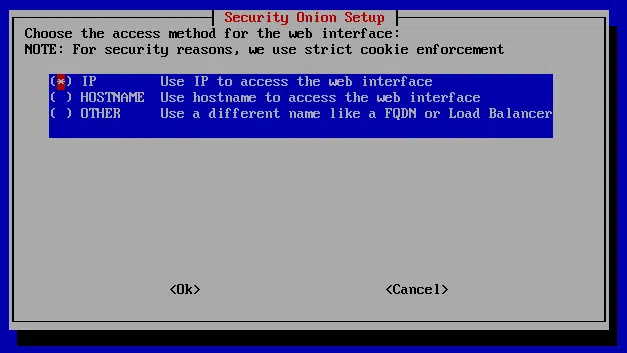 Security Onion Setup
Choose the access method for the web interface:
NOTE: For security reasons, we use strict cookie enforcement
(*) IP Use IP to access the web interface
( ) HOSTNAME Use hostname to access the web interface
( ) OTHER Use a different name like a FQDN or Load Balancer
<Ok> <Cancel>